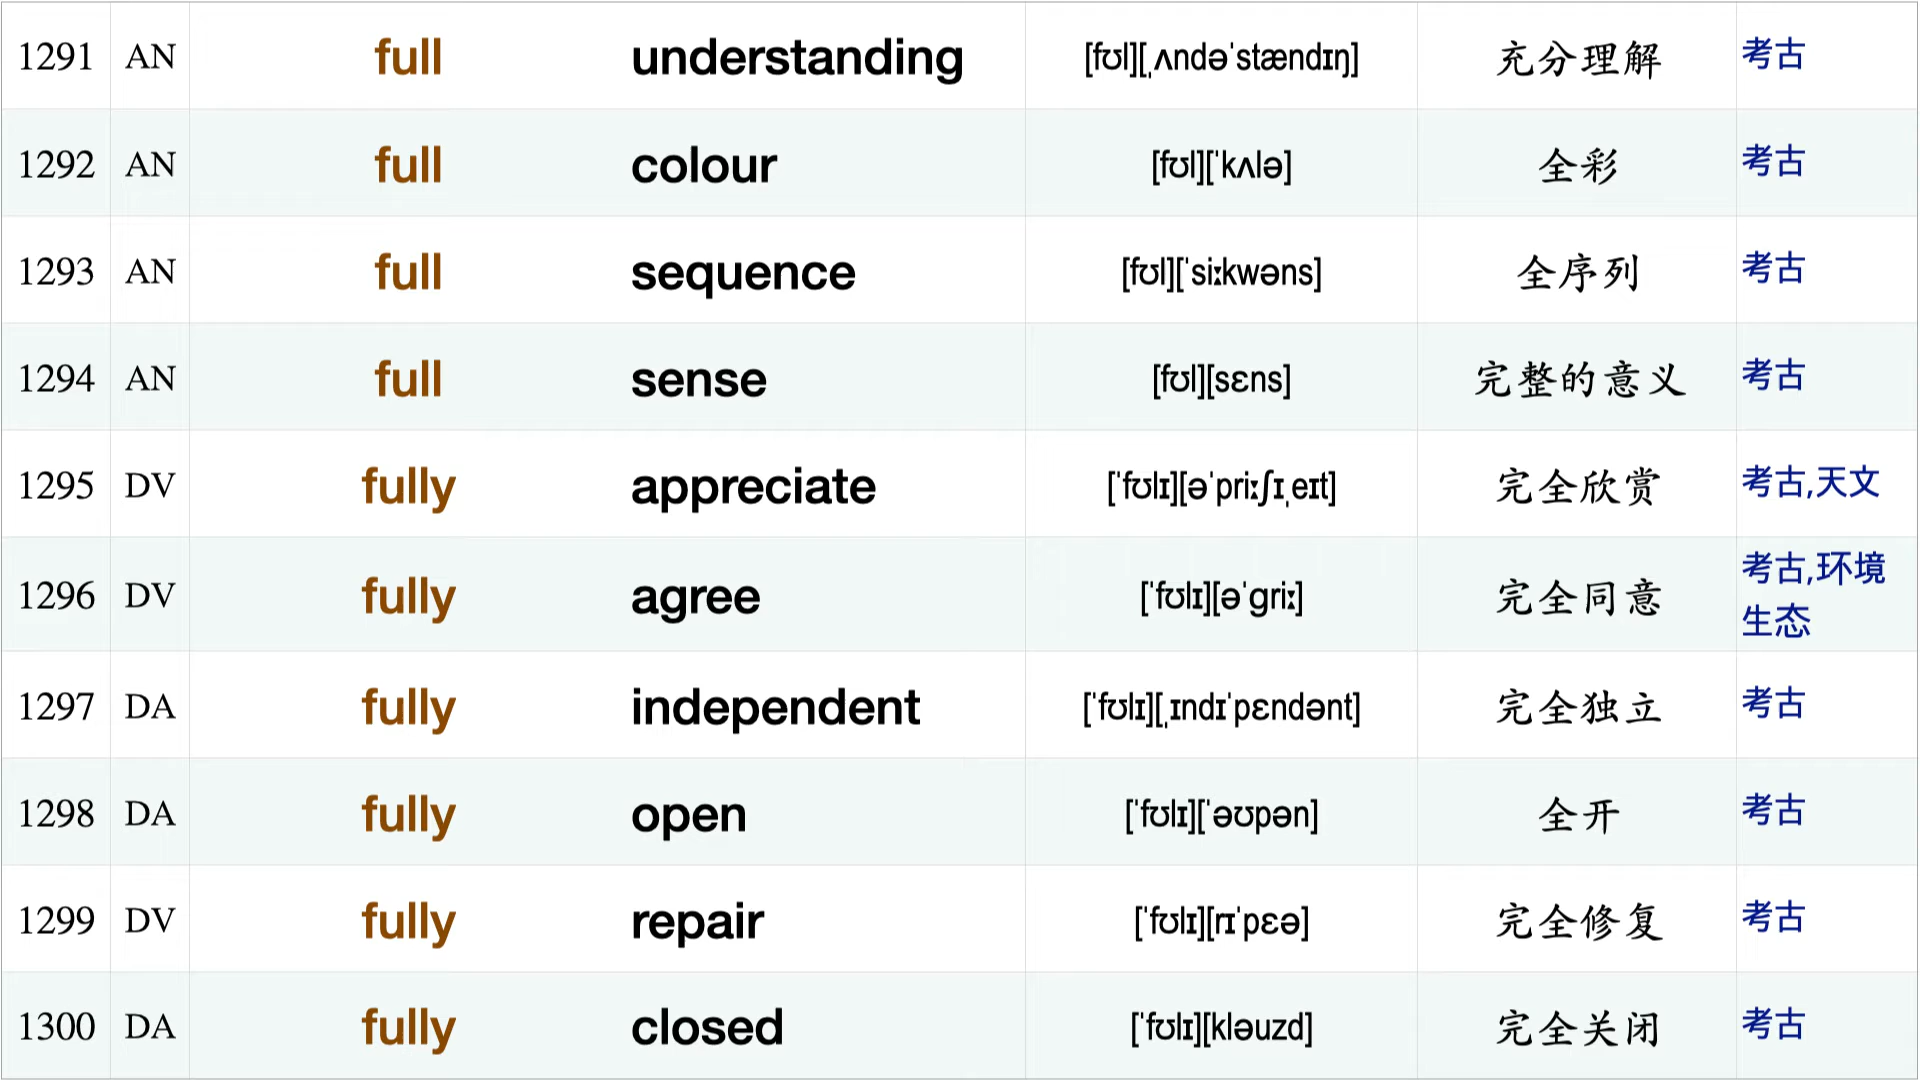 1291 AN full understanding [fʊl][ˌʌndəˈstændɪŋ] 充分理解 考古
1292 AN full colour [fʊl][ˈkʌlə] 全彩 考古
1293 AN full sequence [fʊl][ˈsiːkwəns] 全序列 考古
1294 AN full sense [fʊl][sɛns] 完整的意义 考古
1295 DV fully appreciate [ˈfʊlɪ][əˈpriːʃɪˌeɪt] 完全欣赏 考古,天文
1296 DV fully agree [ˈfʊlɪ][əˈgriː] 完全同意 考古,环境
生态
1297 DA fully independent [ˈfʊlɪ][ˌɪndɪˈpɛndənt] 完全独立 考古
1298 DA fully open [ˈfʊlɪ][ˈəʊpən] 全开 考古
1299 DV fully repair [ˈfʊlɪ][rɪˈpɛə] 完全修复 考古
1300 DA fully closed [ˈfʊlɪ][kləuzd] 完全关闭 考古